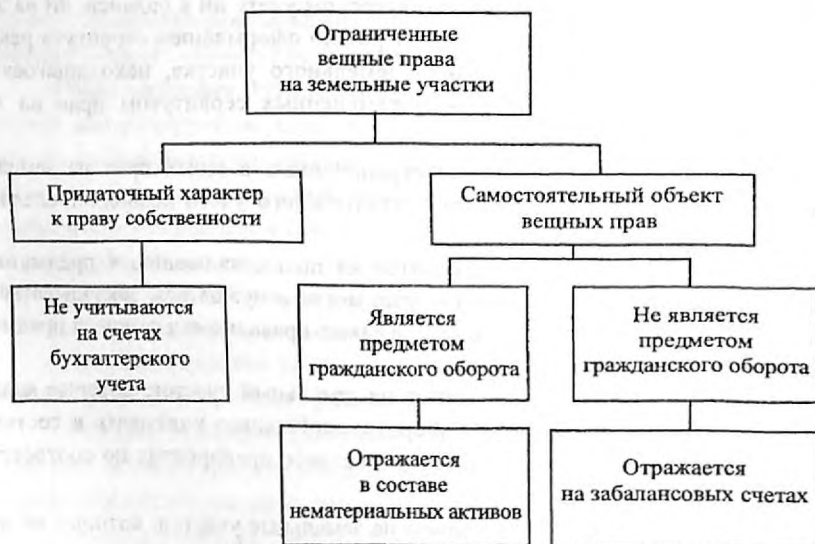 Ограниченные
вещные права
на земельные участки
Придаточный характер
к праву собственности
Самостоятельный объект
вещных прав
Не учитываются
на счетах
бухгалтерского
учета
Является
предметом
гражданского оборота
Не является
предметом
гражданского оборота
Отражается
в составе
нематериальных активов
Отражается
на забалансовых счетах